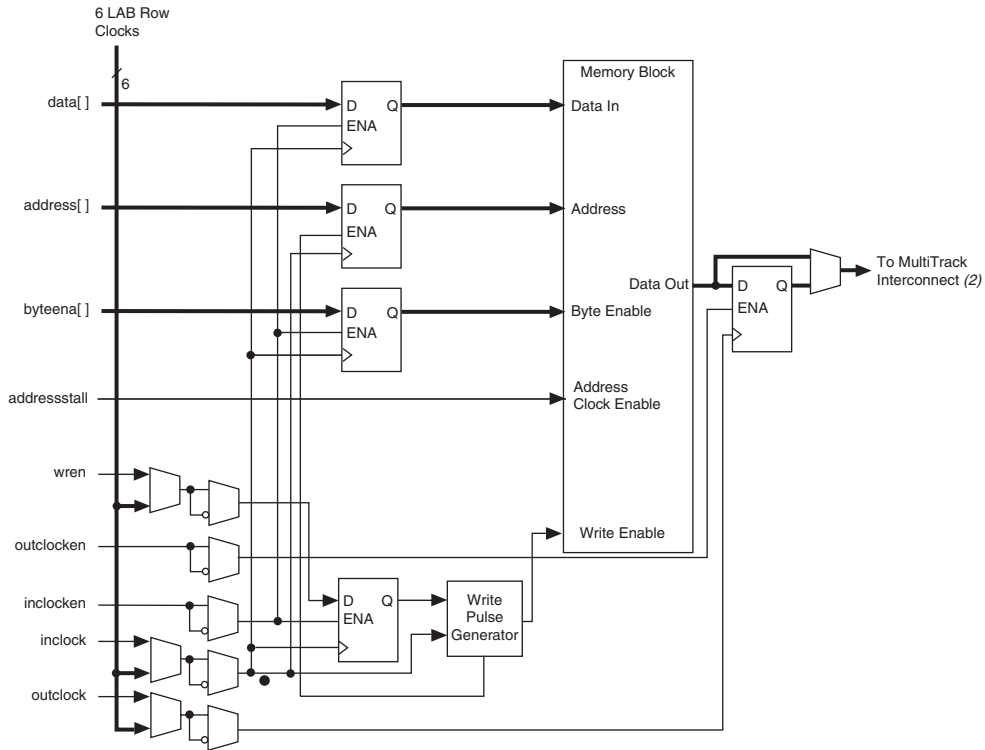 6 LAB Row
Clocks
6
data[ ]
D Q
ENA
Memory Block
Data In
address[ ]
D Q
ENA
Address
Data Out
D Q
ENA
To MultiTrack
Interconnect (2)
byteena[ ]
D Q
ENA
Byte Enable
addressstall
Address
Clock Enable
wren
outclocken
Write Enable
inclocken
D Q
ENA
Write
Pulse
Generator
inclock
outclock